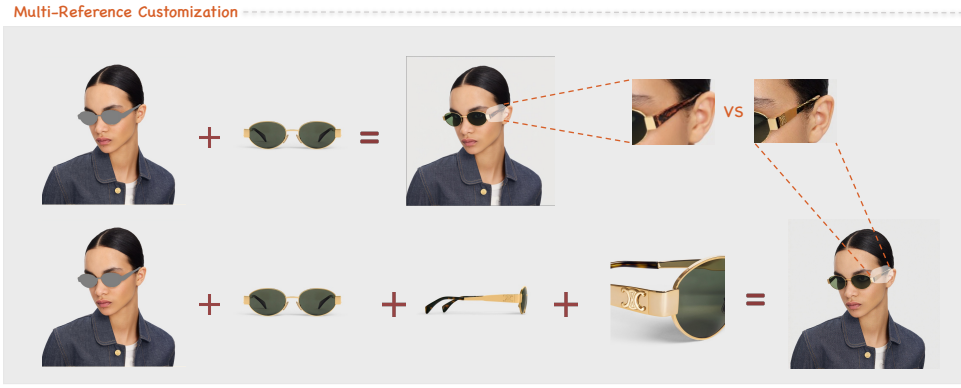 Multi-Reference Customization
+ =
vs
+ + + =